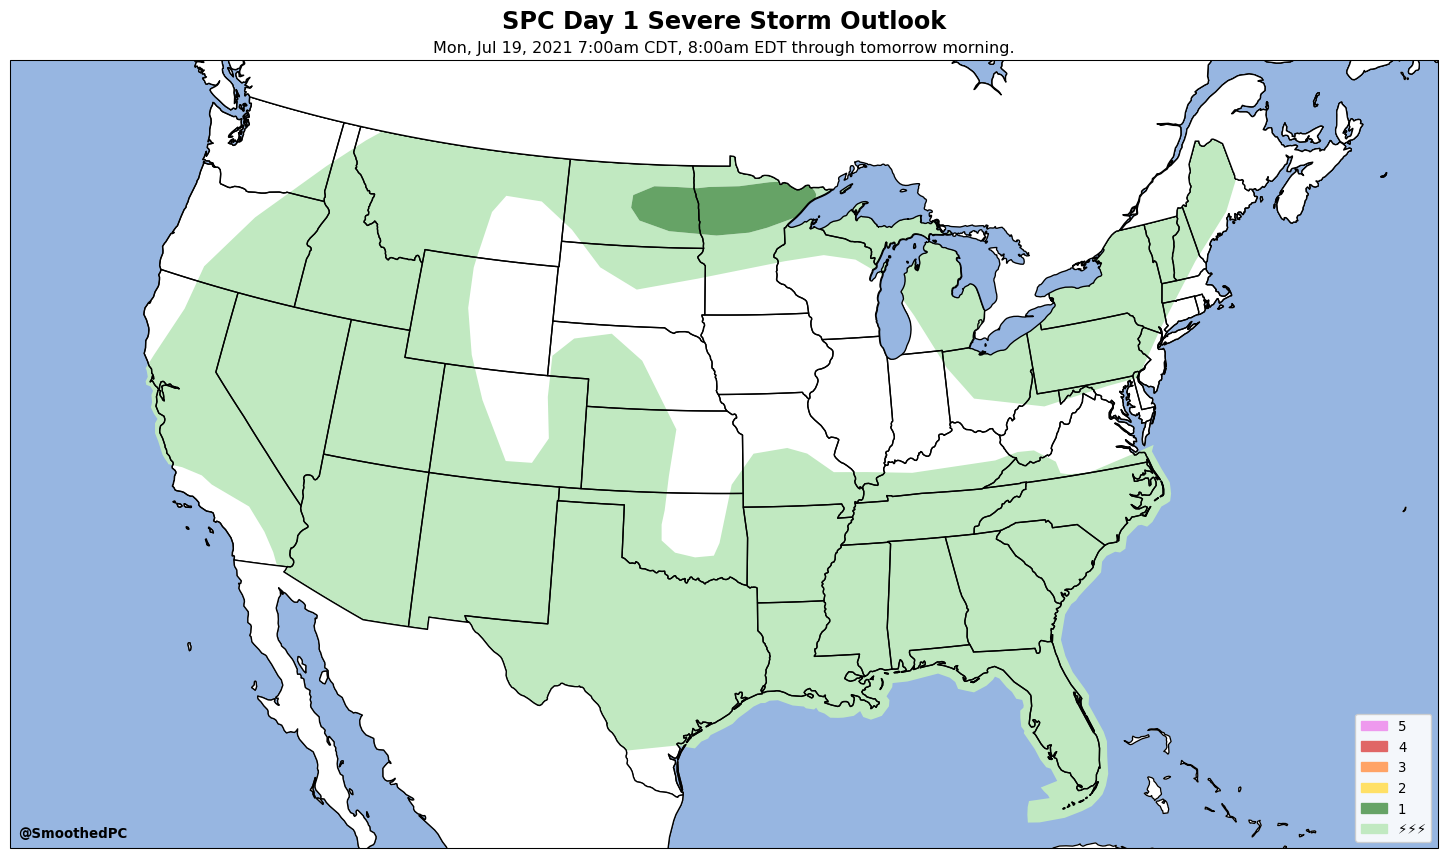 SPC Day 1 Severe Storm Outlook
Mon, Jul 19, 2021 7:00am CDT, 8:00am EDT through tomorrow morning.
5
4
3
2
1
⚡⚡⚡
@SmoothedPC